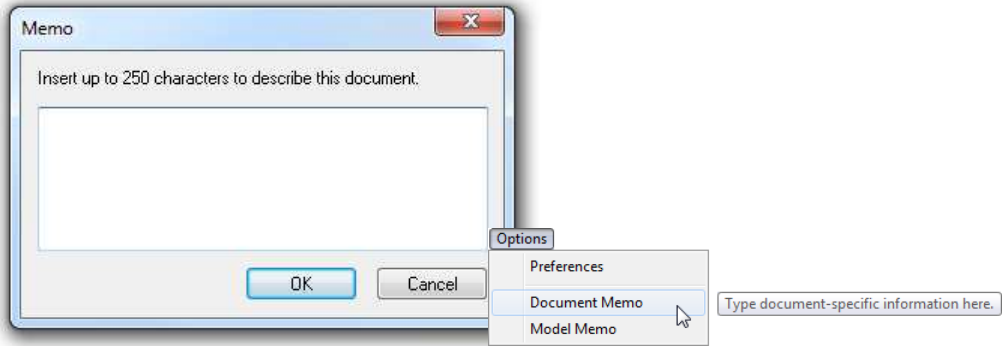 Memo
Insert up to 250 characters to describe this document.
OK
Cancel
Options
Preferences
Document Memo
Type document-specific information here.
Model Memo